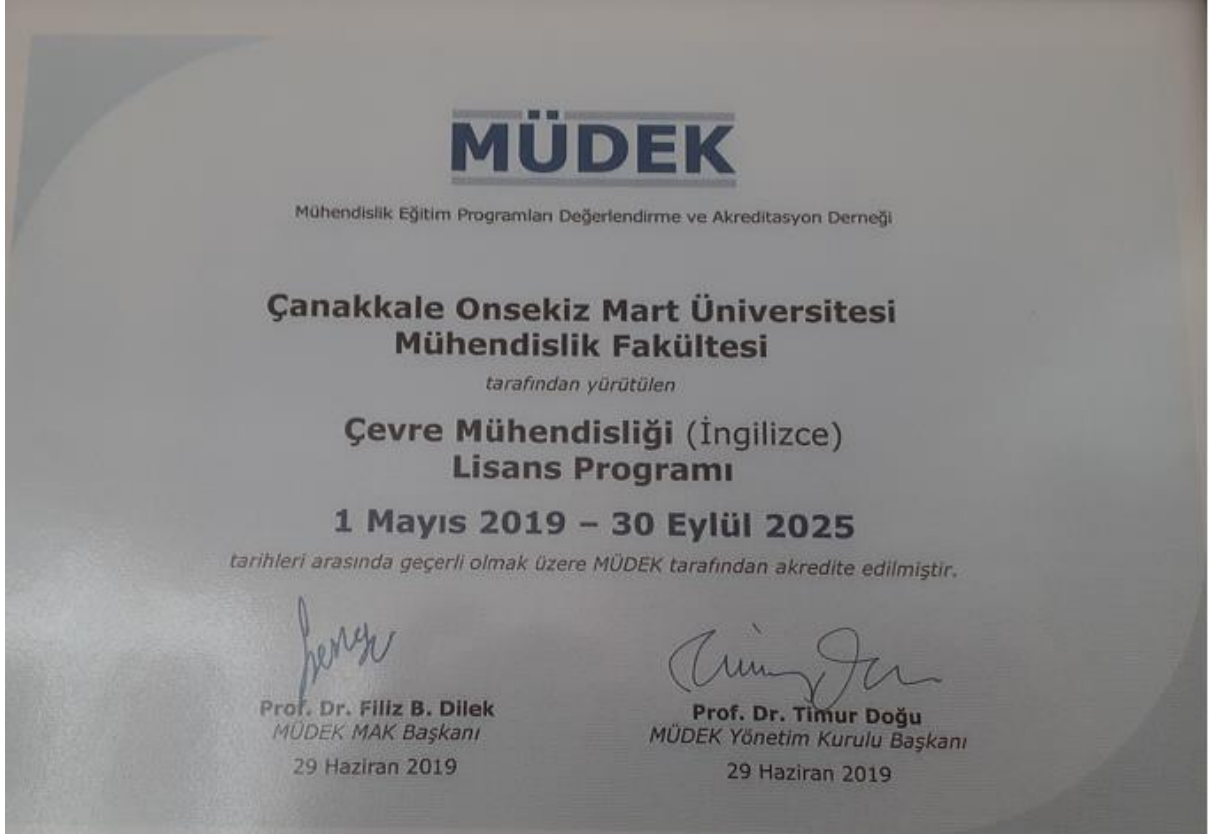 MÜDEK
Mühendislik Eğitim Programları Değerlendirme ve Akreditasyon Derneği
Çanakkale Onsekiz Mart Üniversitesi
Mühendislik Fakültesi
tarafından yürütülen
Çevre Mühendisliği (İngilizce)
Lisans Programı
1 Mayıs 2019 – 30 Eylül 2025
tarihleri arasında geçerli olmak üzere MÜDEK tarafından akredite edilmiştir.
Prof. Dr. Filiz B. Dilek
MÜDEK MAK Başkanı
29 Haziran 2019
Prof. Dr. Timur Doğu
MÜDEK Yönetim Kurulu Başkanı
29 Haziran 2019